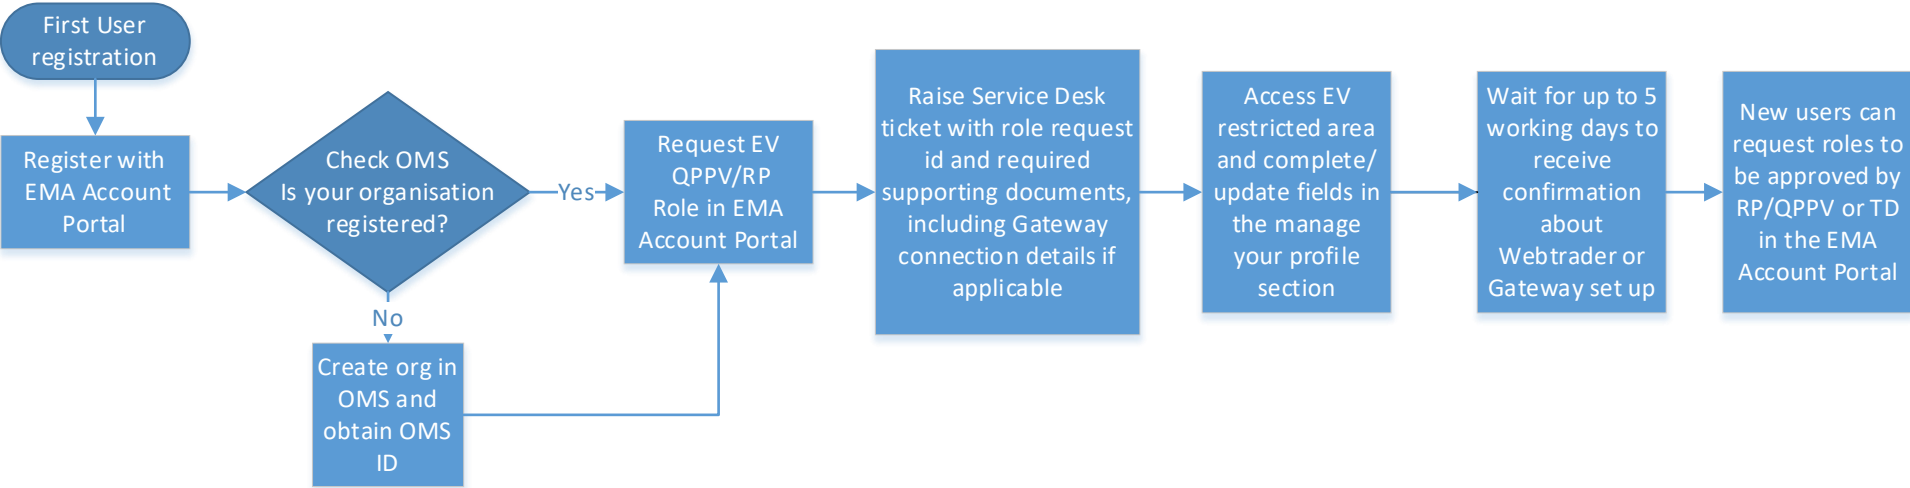 First User
registration
Register with
EMA Account
Portal
Check OMS
Is your organisation
registered?
Yes
No
Create org in
OMS and
obtain OMS
ID
Request EV
QPPV/RP
Role in EMA
Account Portal
Raise Service Desk
ticket with role request
id and required
supporting documents,
including Gateway
connection details if
applicable
Access EV
restricted area
and complete/
update fields in
the manage
your profile
section
Wait for up to 5
working days to
receive
confirmation
about
Webtrader or
Gateway set up
New users can
request roles to
be approved by
RP/QPPV or TD
in the EMA
Account Portal